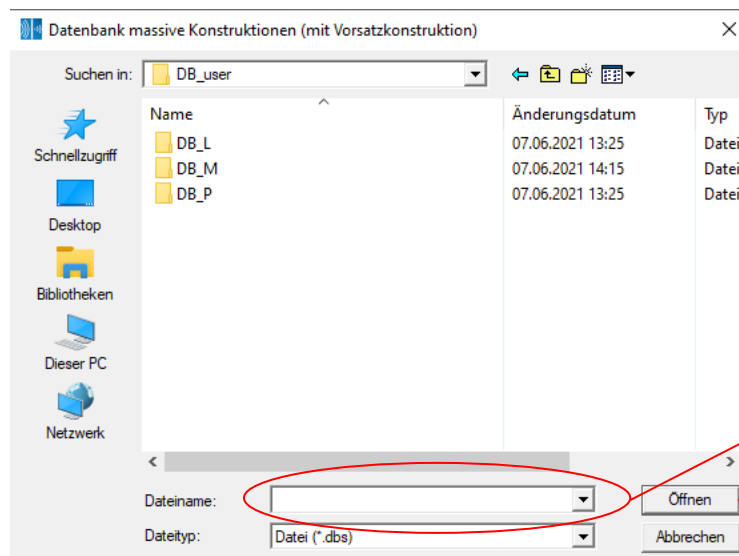 Datenbank massive Konstruktionen (mit Vorsatzkonstruktion)
Suchen in: DB_user
Name Änderungsdatum Typ
DB_L 07.06.2021 13:25 Datei
DB_M 07.06.2021 14:15 Datei
DB_P 07.06.2021 13:25 Datei
Schnellzugriff
Desktop
Bibliotheken
Dieser PC
Netzwerk
Dateiname: Öffnen
Dateityp: Datei (*.dbs) Abbrechen